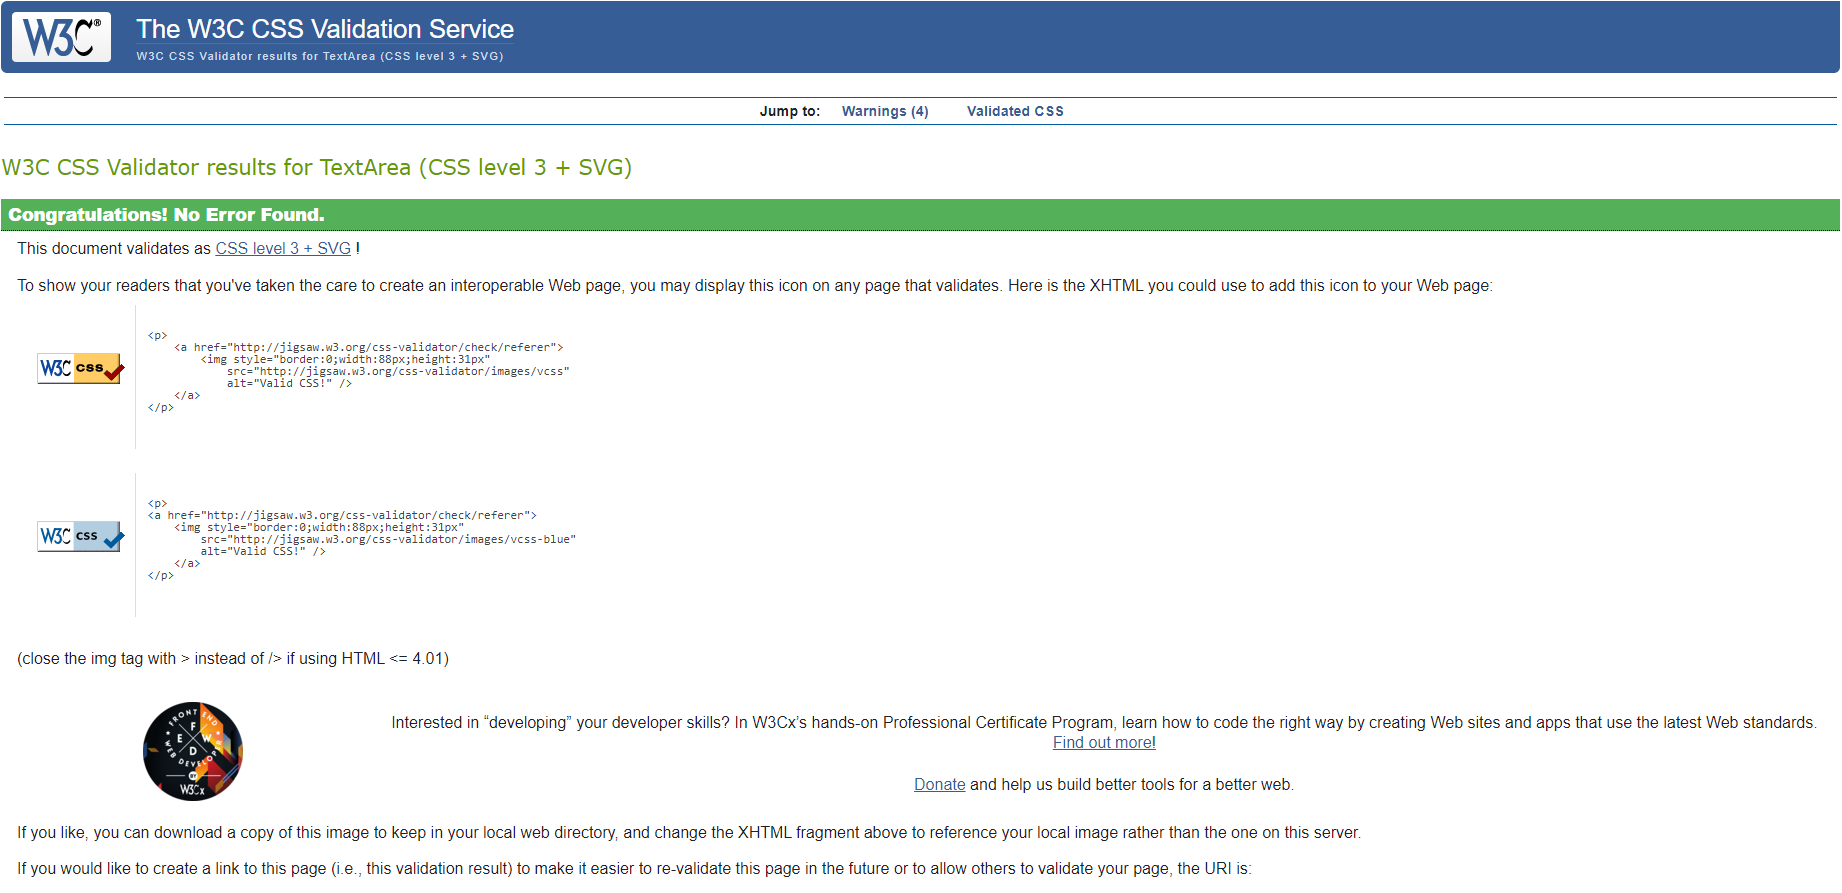 W3C®
The W3C CSS Validation Service
W3C CSS Validator results for TextArea (CSS level 3 + SVG)
Jump to: Warnings (4) Validated CSS
W3C CSS Validator results for TextArea (CSS level 3 + SVG)
Congratulations! No Error Found.
This document validates as CSS level 3 + SVG !
To show your readers that you've taken the care to create an interoperable Web page, you may display this icon on any page that validates. Here is the XHTML you could use to add this icon to your Web page:
W3C css
<p>
<a href="http://jigsaw.w3.org/css-validator/check/referer">
<img style="border:0;width:88px;height:31px"
src="http://jigsaw.w3.org/css-validator/images/vcss"
alt="Valid CSS!" />
</a>
</p>
W3C css
<p>
<a href="http://jigsaw.w3.org/css-validator/check/referer">
<img style="border:0;width:88px;height:31px"
src="http://jigsaw.w3.org/css-validator/images/vcss-blue"
alt="Valid CSS!" />
</a>
</p>
(close the img tag with > instead of /> if using HTML <= 4.01)
FRONT END
F
E W
D
WEB DEVELOPER
BY
W3Cx
Interested in “developing” your developer skills? In W3Cx’s hands-on Professional Certificate Program, learn how to code the right way by creating Web sites and apps that use the latest Web standards.
Find out more!
Donate and help us build better tools for a better web.
If you like, you can download a copy of this image to keep in your local web directory, and change the XHTML fragment above to reference your local image rather than the one on this server.
If you would like to create a link to this page (i.e., this validation result) to make it easier to re-validate this page in the future or to allow others to validate your page, the URI is: